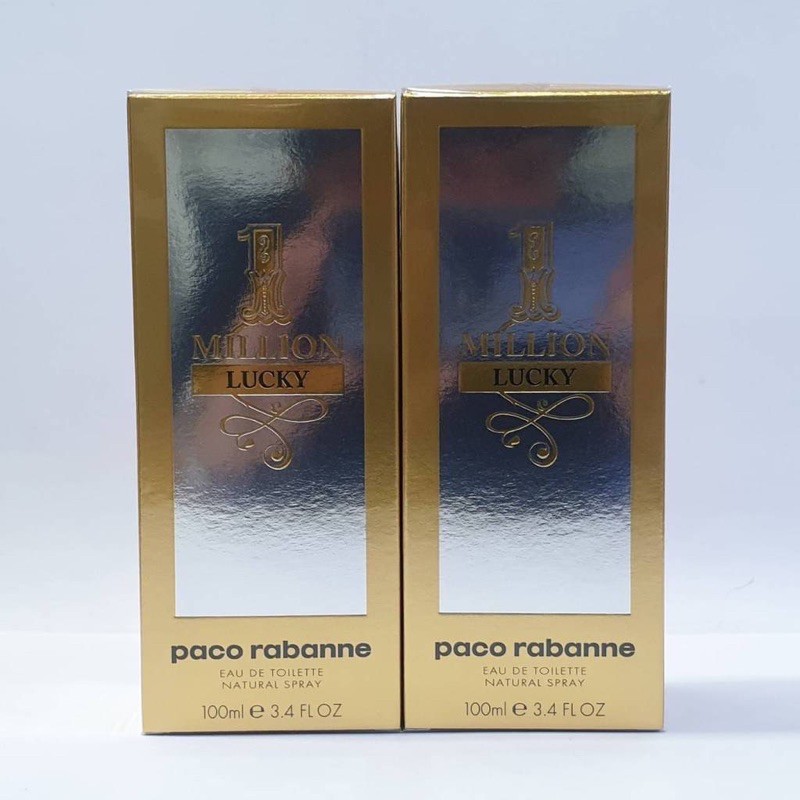 1
MILLION
LUCKY
paco rabanne
EAU DE TOILETTE
NATURAL SPRAY
100ml ℮ 3.4 FL OZ
1
MILLION
LUCKY
paco rabanne
EAU DE TOILETTE
NATURAL SPRAY
100ml ℮ 3.4 FL OZ